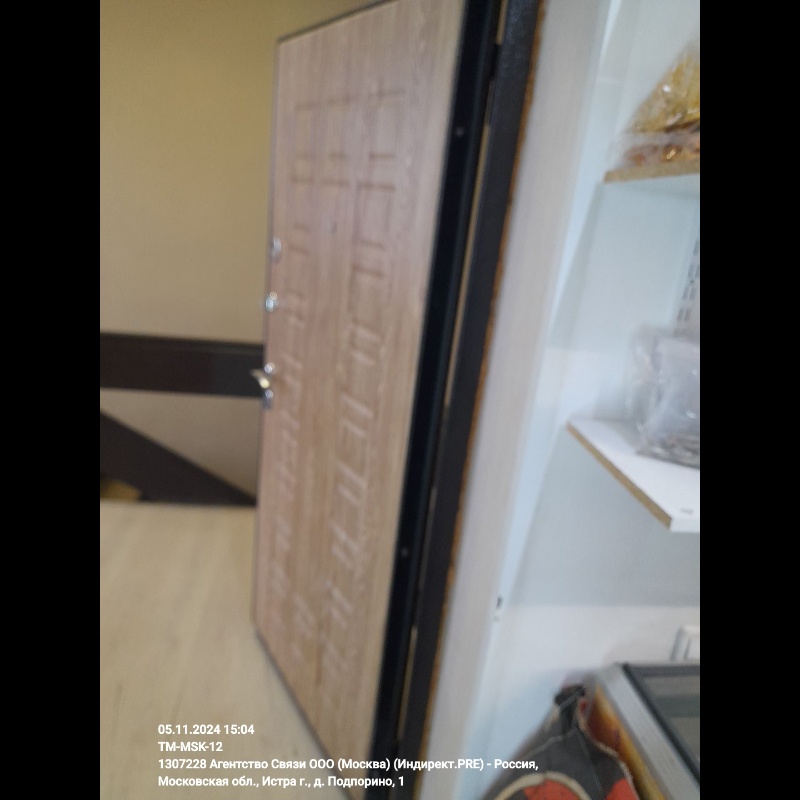 05.11.2024 15:04
TM-MSK-12
1307228 Агентство Связи ООО (Москва) (Индирект.PRE) - Россия,
Московская обл., Истра г., д. Подпорино, 1